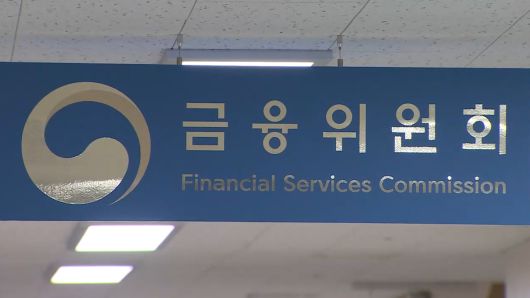 금융위원회
Financial Services Commission